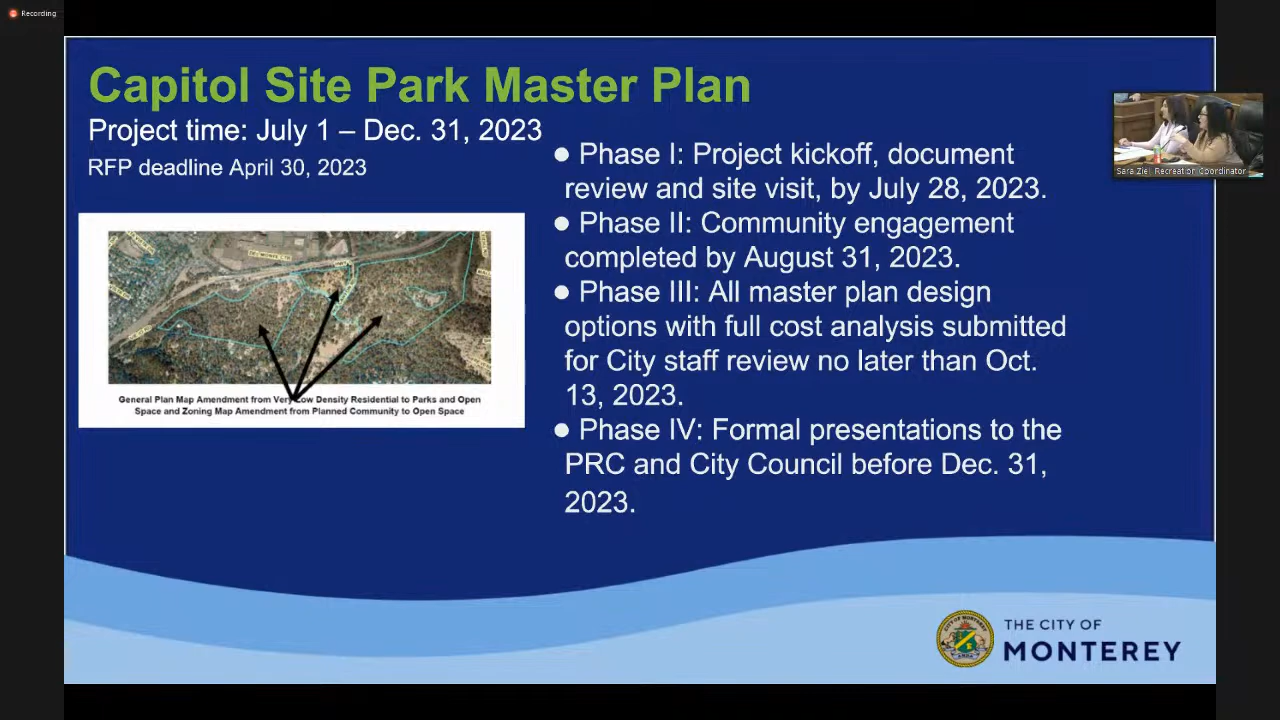 Recording
Capitol Site Park Master Plan
Project time: July 1 – Dec. 31, 2023
RFP deadline April 30, 2023
● Phase I: Project kickoff, document
review and site visit, by July 28, 2023.
● Phase II: Community engagement
completed by August 31, 2023.
● Phase III: All master plan design
options with full cost analysis submitted
for City staff review no later than Oct.
13, 2023.
● Phase IV: Formal presentations to the
PRC and City Council before Dec. 31,
2023.
General Plan Map Amendment from Very Low Density Residential to Parks and Open
Space and Zoning Map Amendment from Planned Community to Open Space
Sara Ziel, Recreation Coordinator
THE CITY OF
MONTEREY